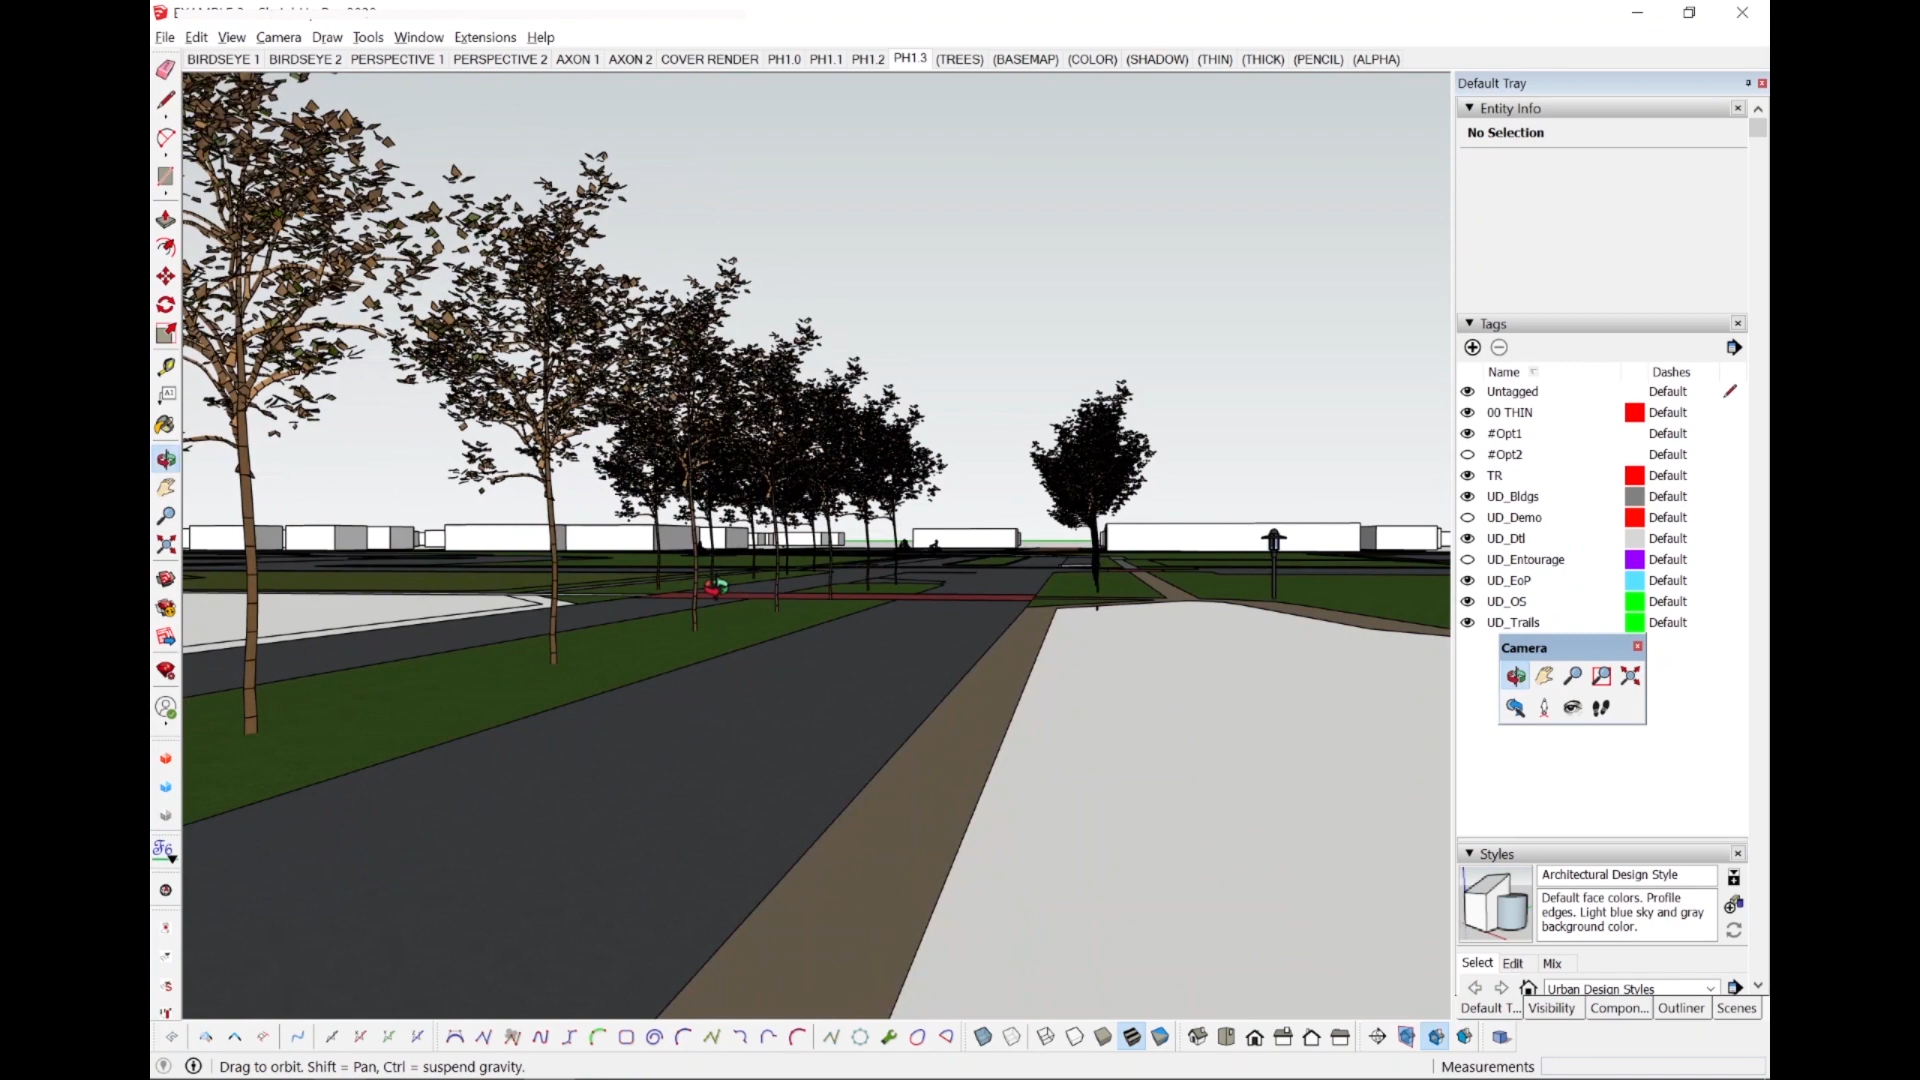 File Edit View Camera Draw Tools Window Extensions Help
BIRDSEYE 1 BIRDSEYE 2 PERSPECTIVE 1 PERSPECTIVE 2 AXON 1 AXON 2 COVER RENDER PH1.0 PH1.1 PH1.2 PH1.3 (TREES) (BASEMAP) (COLOR) (SHADOW) (THIN) (THICK) (PENCIL) (ALPHA)
Default Tray
Entity Info
No Selection
Tags
Name Dashes
Untagged Default
00 THIN Default
#Opt1 Default
#Opt2 Default
TR Default
UD_Bldgs Default
UD_Demo Default
UD_Dtl Default
UD_Entourage Default
UD_EoP Default
UD_OS Default
UD_Trails Default
Camera
Styles
Architectural Design Style
Default face colors. Profile
edges. Light blue sky and gray
background color.
Select Edit Mix
Urban Design Styles
Default T... Visibility Compon... Outliner Scenes
Drag to orbit. Shift = Pan, Ctrl = suspend gravity.
Measurements